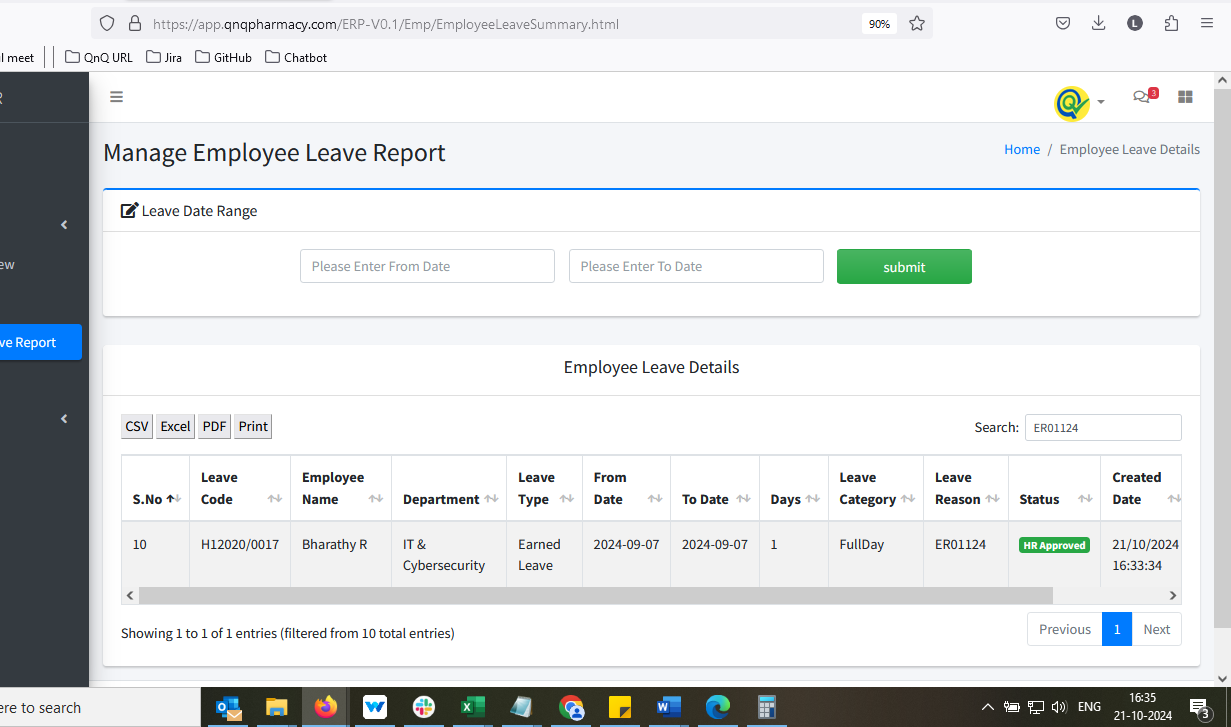 https://app.qnqpharmacy.com/ERP-V0.1/Emp/EmployeeLeaveSummary.html
90%
L
l meet
QnQ URL
Jira
GitHub
Chatbot
R
3
Manage Employee Leave Report
Home / Employee Leave Details
Leave Date Range
ew
Please Enter From Date
Please Enter To Date
submit
ve Report
Employee Leave Details
CSV Excel PDF Print
Search: ER01124
S.No
Leave Code
Employee Name
Department
Leave Type
From Date
To Date
Days
Leave Category
Leave Reason
Status
Created Date
10
H12020/0017
Bharathy R
IT & Cybersecurity
Earned Leave
2024-09-07
2024-09-07
1
FullDay
ER01124
HR Approved
21/10/2024 16:33:34
Showing 1 to 1 of 1 entries (filtered from 10 total entries)
Previous 1 Next
ere to search
ENG
16:35
21-10-2024
3